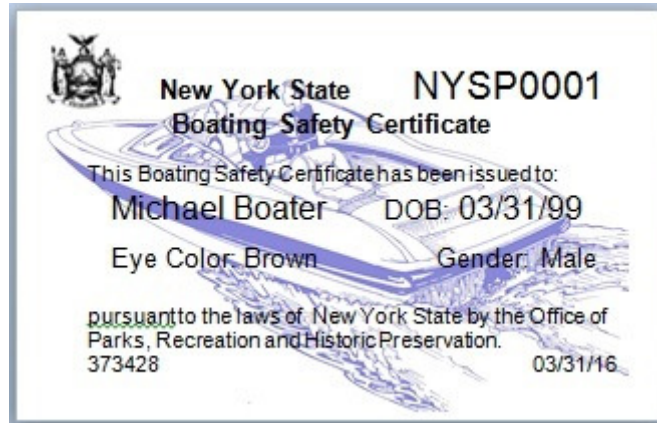 New York State NYSP0001
Boating Safety Certificate
This Boating Safety Certificate has been issued to:
Michael Boater DOB: 03/31/99
Eye Color: Brown Gender: Male
pursuant to the laws of New York State by the Office of
Parks, Recreation and Historic Preservation.
373428 03/31/16